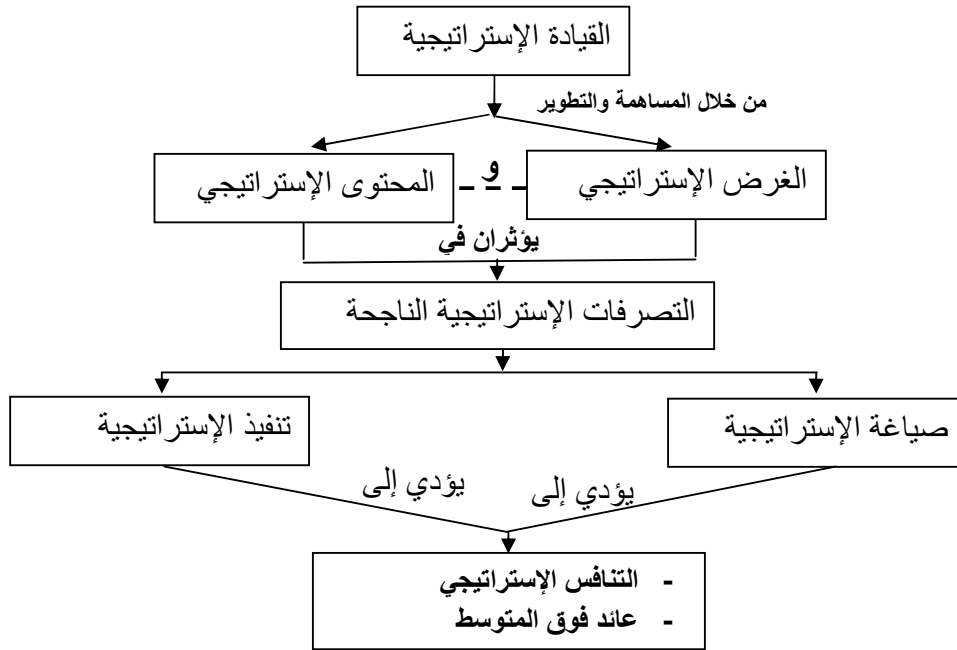 القيادة الإستراتيجية
من خلال المساهمة والتطوير
الغرض الإستراتيجي
و
المحتوى الإستراتيجي
يؤثران في
التصرفات الإستراتيجية الناجحة
صياغة الإستراتيجية
تنفيذ الإستراتيجية
يؤدي إلى
يؤدي إلى
- التنافس الإستراتيجي
- عائد فوق المتوسط